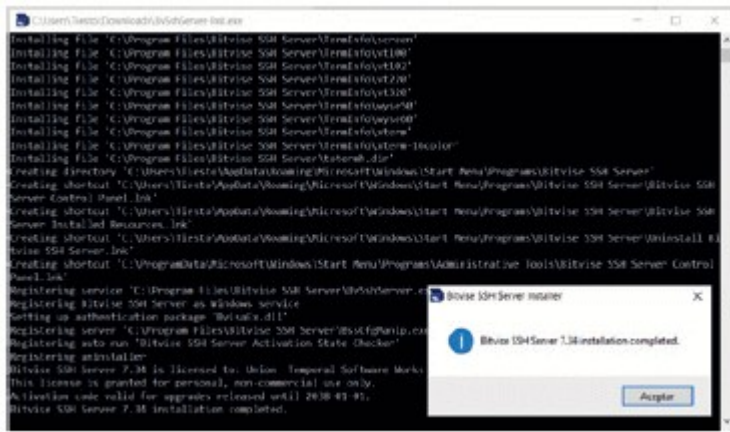 C:\Users\Tiesto\Downloads\BvSshServer-Inst.exe
Installing file 'C:\Program Files\Bitvise SSH Server\TermInfo\screen'
Installing file 'C:\Program Files\Bitvise SSH Server\TermInfo\vt100'
Installing file 'C:\Program Files\Bitvise SSH Server\TermInfo\vt102'
Installing file 'C:\Program Files\Bitvise SSH Server\TermInfo\vt220'
Installing file 'C:\Program Files\Bitvise SSH Server\TermInfo\vt320'
Installing file 'C:\Program Files\Bitvise SSH Server\TermInfo\wyse50'
Installing file 'C:\Program Files\Bitvise SSH Server\TermInfo\wyse60'
Installing file 'C:\Program Files\Bitvise SSH Server\TermInfo\xterm'
Installing file 'C:\Program Files\Bitvise SSH Server\TermInfo\xterm-16color'
Installing file 'C:\Program Files\Bitvise SSH Server\toterm0.dir'
Creating directory 'C:\Users\Tiesto\AppData\Roaming\Microsoft\Windows\Start Menu\Programs\Bitvise SSH Server'
Creating shortcut 'C:\Users\Tiesto\AppData\Roaming\Microsoft\Windows\Start Menu\Programs\Bitvise SSH Server\Bitvise SSH
Server Control Panel.lnk'
Creating shortcut 'C:\Users\Tiesto\AppData\Roaming\Microsoft\Windows\Start Menu\Programs\Bitvise SSH Server\Bitvise SSH
Server Installed Resources.lnk'
Creating shortcut 'C:\Users\Tiesto\AppData\Roaming\Microsoft\Windows\Start Menu\Programs\Bitvise SSH Server\Uninstall Bi
tvise SSH Server.lnk'
Creating shortcut 'C:\ProgramData\Microsoft\Windows\Start Menu\Programs\Administrative Tools\Bitvise SSH Server Control
Panel.lnk'
Registering service 'C:\Program Files\Bitvise SSH Server\BvSshServer.e
Registering Bitvise SSH Server as Windows service
Setting up authentication package
Registering server 'C:\Program Files\Bitvise SSH Server\BssCfgManip.exe
Registering auto run 'Bitvise SSH Server Activation State Checker'
Registering uninstaller
Bitvise SSH Server 7.34 is licensed to: Union Temporal Software Works
This license is granted for personal, non-commercial use only.
Activation code valid for upgrades released until 2038-01-01.
Bitvise SSH Server 7.34 installation completed.
Bitvise SSH Server Installer
Bitvise SSH Server 7.34 installation completed.
Aceptar